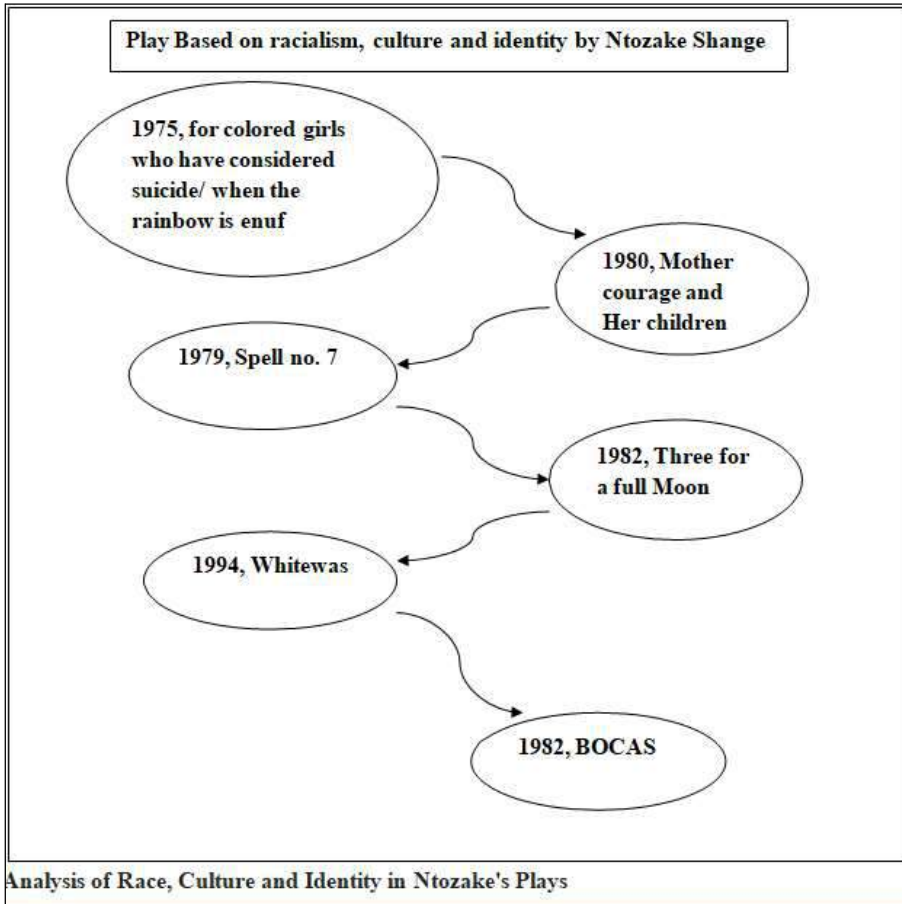 Play Based on racialism, culture and identity by Ntozake Shange
1975, for colored girls
who have considered
suicide/ when the
rainbow is enuf
1980, Mother
courage and
Her children
1979, Spell no. 7
1982, Three for
a full Moon
1994, Whitewas
1982, BOCAS
Analysis of Race, Culture and Identity in Ntozake's Plays